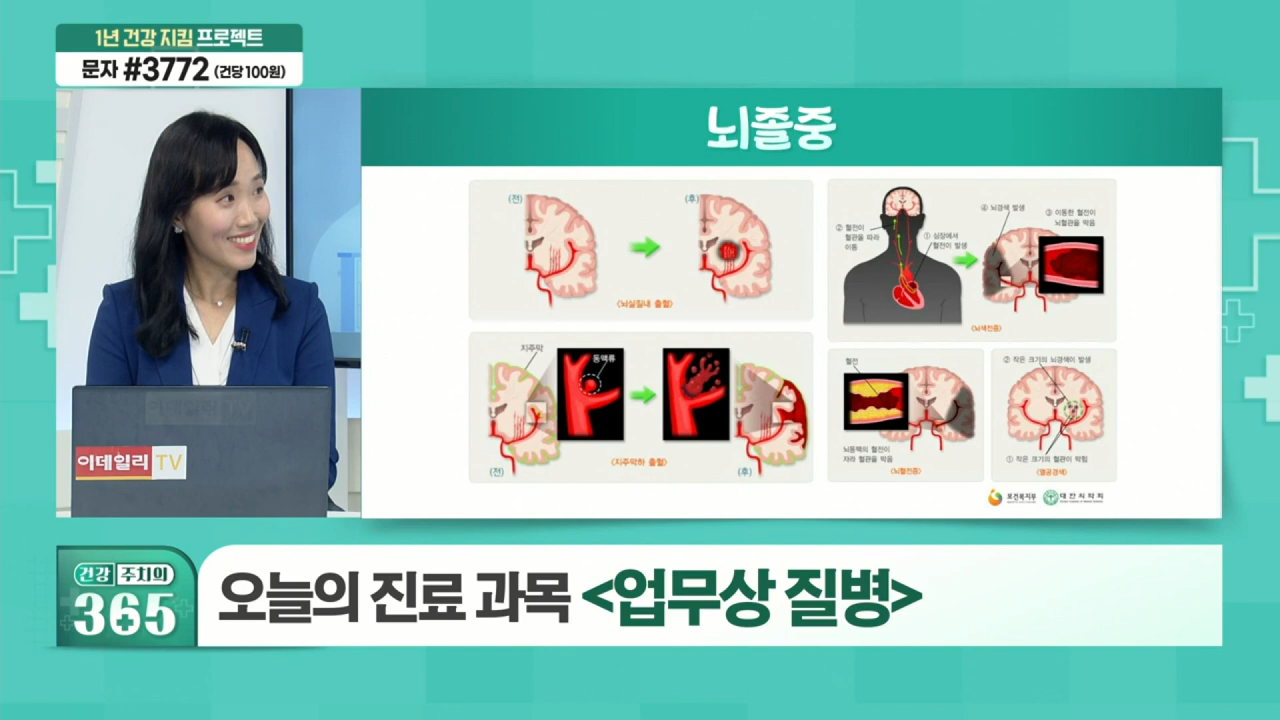 1년 건강 지킴 프로젝트
문자 #3772 (건당 100원)
뇌졸중
(전)
(후)
<뇌실질내 출혈>
② 혈전이
혈관을 따라
이동
① 심장에서
혈전이 발생
④ 뇌경색 발생
③ 이동한 혈전이
뇌혈관을 막음
<뇌색전증>
지주막
동맥류
(전)
(후)
<지주막하 출혈>
혈전
뇌동맥의 혈전이
자라 혈관을 막음
<뇌혈전증>
② 작은 크기의 뇌경색이 발생
① 작은 크기의 혈관이 막힘
<열공경색>
보건복지부
이데일리 TV
건강 주치의
365
오늘의 진료 과목 <업무상 질병>